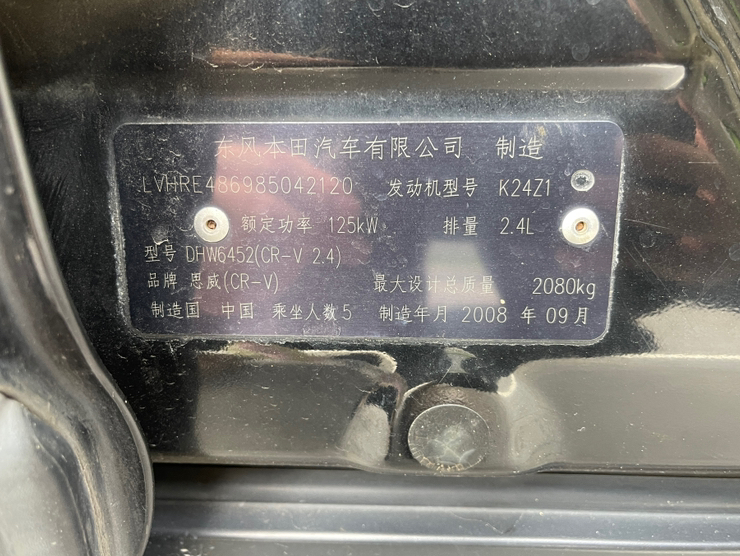 东风本田汽车有限公司 制造
LVHRE486985042120 发动机型号 K24Z1
额定功率 125kW 排量 2.4L
型号 DHW6452(CR-V 2.4)
品牌 思威(CR-V) 最大设计总质量 2080kg
制造国 中国 乘坐人数 5 制造年月 2008 年 09 月